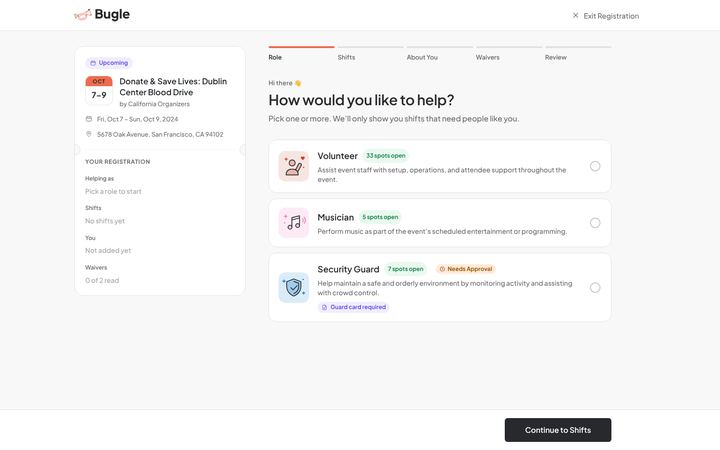 Bugle
Exit Registration
Upcoming
OCT
7–9
Donate & Save Lives: Dublin
Center Blood Drive
by California Organizers
Fri, Oct 7 – Sun, Oct 9, 2024
5678 Oak Avenue, San Francisco, CA 94102
YOUR REGISTRATION
Helping as
Pick a role to start
Shifts
No shifts yet
You
Not added yet
Waivers
0 of 2 read
Role
Shifts
About You
Waivers
Review
Hi there 👋
How would you like to help?
Pick one or more. We'll only show you shifts that need people like you.
Volunteer 33 spots open
Assist event staff with setup, operations, and attendee support throughout the
event.
Musician 5 spots open
Perform music as part of the event's scheduled entertainment or programming.
Security Guard 7 spots open Needs Approval
Help maintain a safe and orderly environment by monitoring activity and assisting
with crowd control.
Guard card required
Continue to Shifts